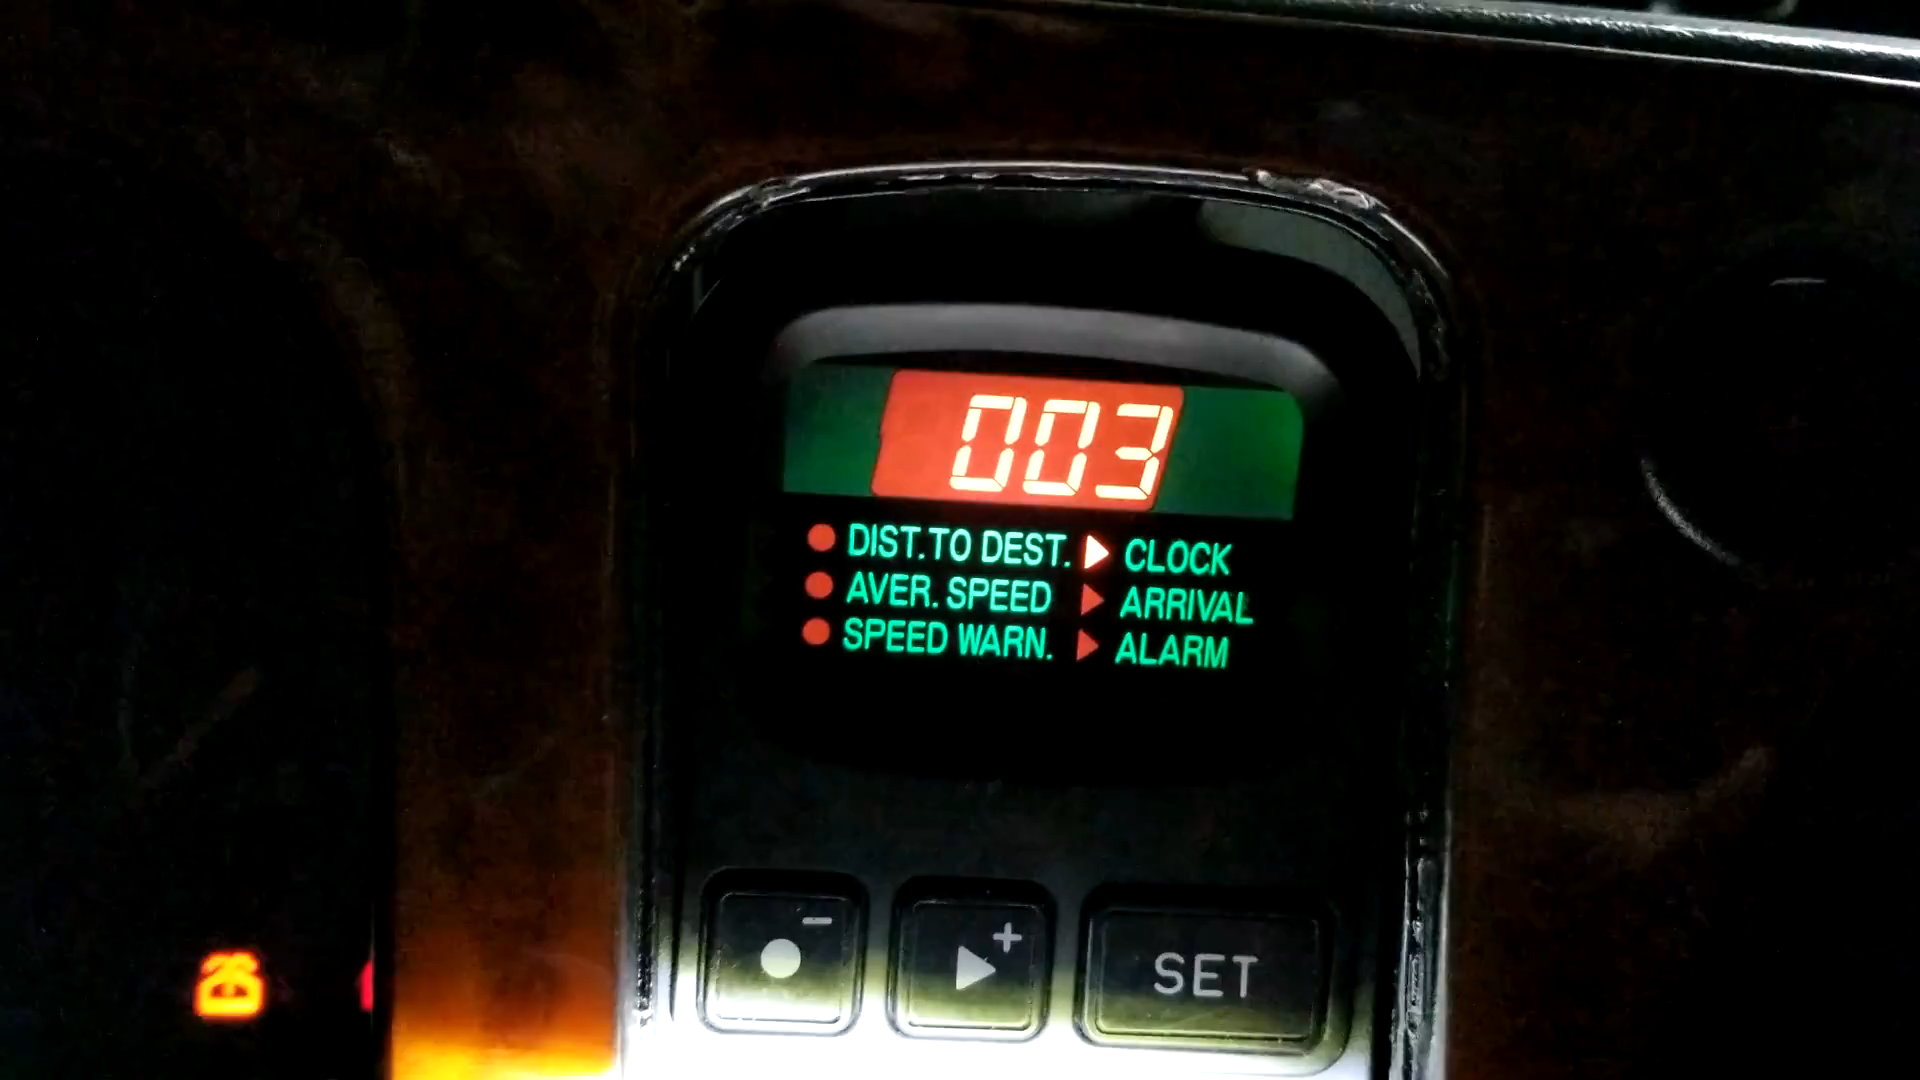 003
DIST.TO DEST. ▶ CLOCK
AVER. SPEED ▶ ARRIVAL
SPEED WARN. ▶ ALARM
- +
SET